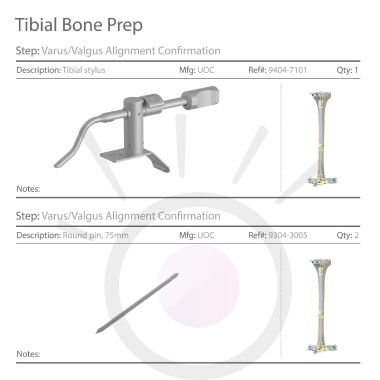 Tibial Bone Prep
Step: Varus/Valgus Alignment Confirmation
Description: Tibial stylus Mfg: UOC Ref#: 9404-7101 Qty: 1
Notes:
Step: Varus/Valgus Alignment Confirmation
Description: Round pin, 75mm Mfg: UOC Ref#: 9304-3005 Qty: 2
Notes: